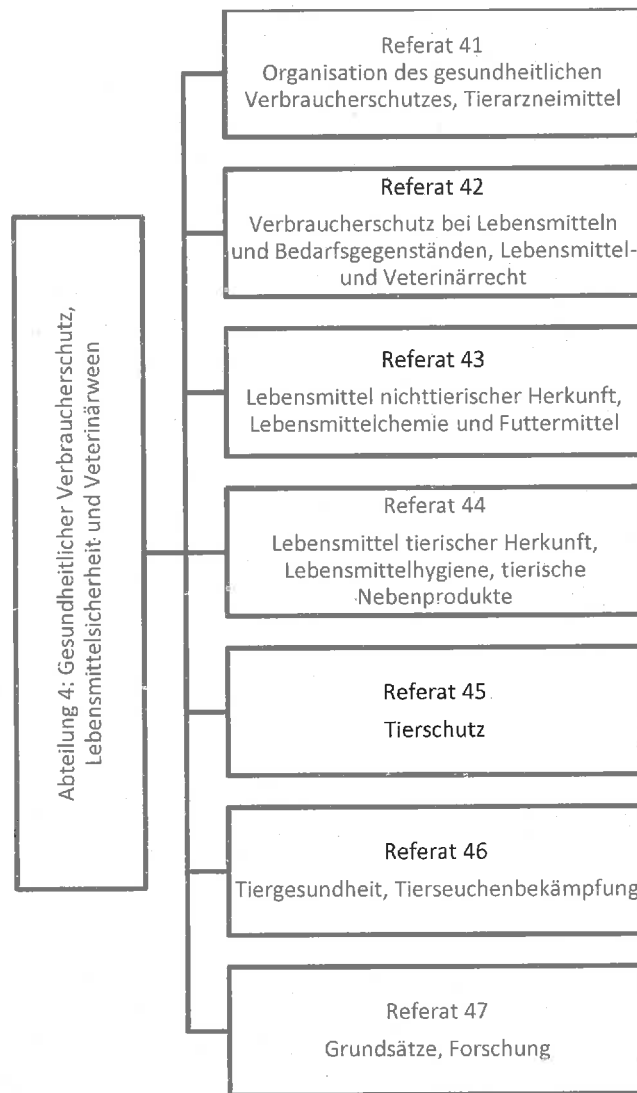 Abteilung 4: Gesundheitlicher Verbraucherschutz,
Lebensmittelsicherheit und Veterinärween
Referat 41
Organisation des gesundheitlichen
Verbraucherschutzes, Tierarzneimittel
Referat 42
Verbraucherschutz bei Lebensmitteln
und Bedarfsgegenständen, Lebensmittel-
und Veterinärrecht
Referat 43
Lebensmittel nichttierischer Herkunft,
Lebensmittelchemie und Futtermittel
Referat 44
Lebensmittel tierischer Herkunft,
Lebensmittelhygiene, tierische
Nebenprodukte
Referat 45
Tierschutz
Referat 46
Tiergesundheit, Tierseuchenbekämpfung
Referat 47
Grundsätze, Forschung